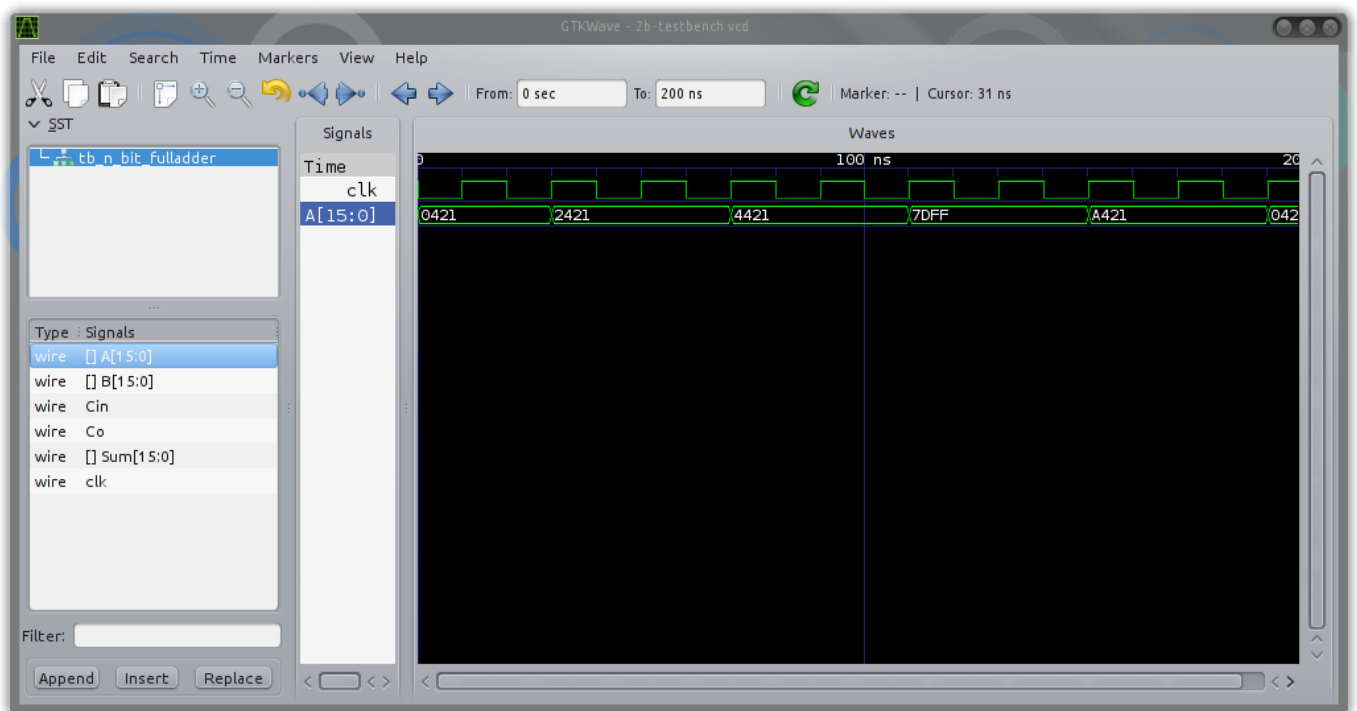 GTKWave - 2b-testbench.vcd
File Edit Search Time Markers View Help
From: 0 sec To: 200 ns Marker: -- | Cursor: 31 ns
SST
tb_n_bit_fulladder
Type Signals
wire [] A[15:0]
wire [] B[15:0]
wire Cin
wire Co
wire [] Sum[15:0]
wire clk
Filter:
Append Insert Replace
Signals
Time
clk
A[15:0]
Waves
0 100 ns 20
0421 2421 4421 7DFF A421 042